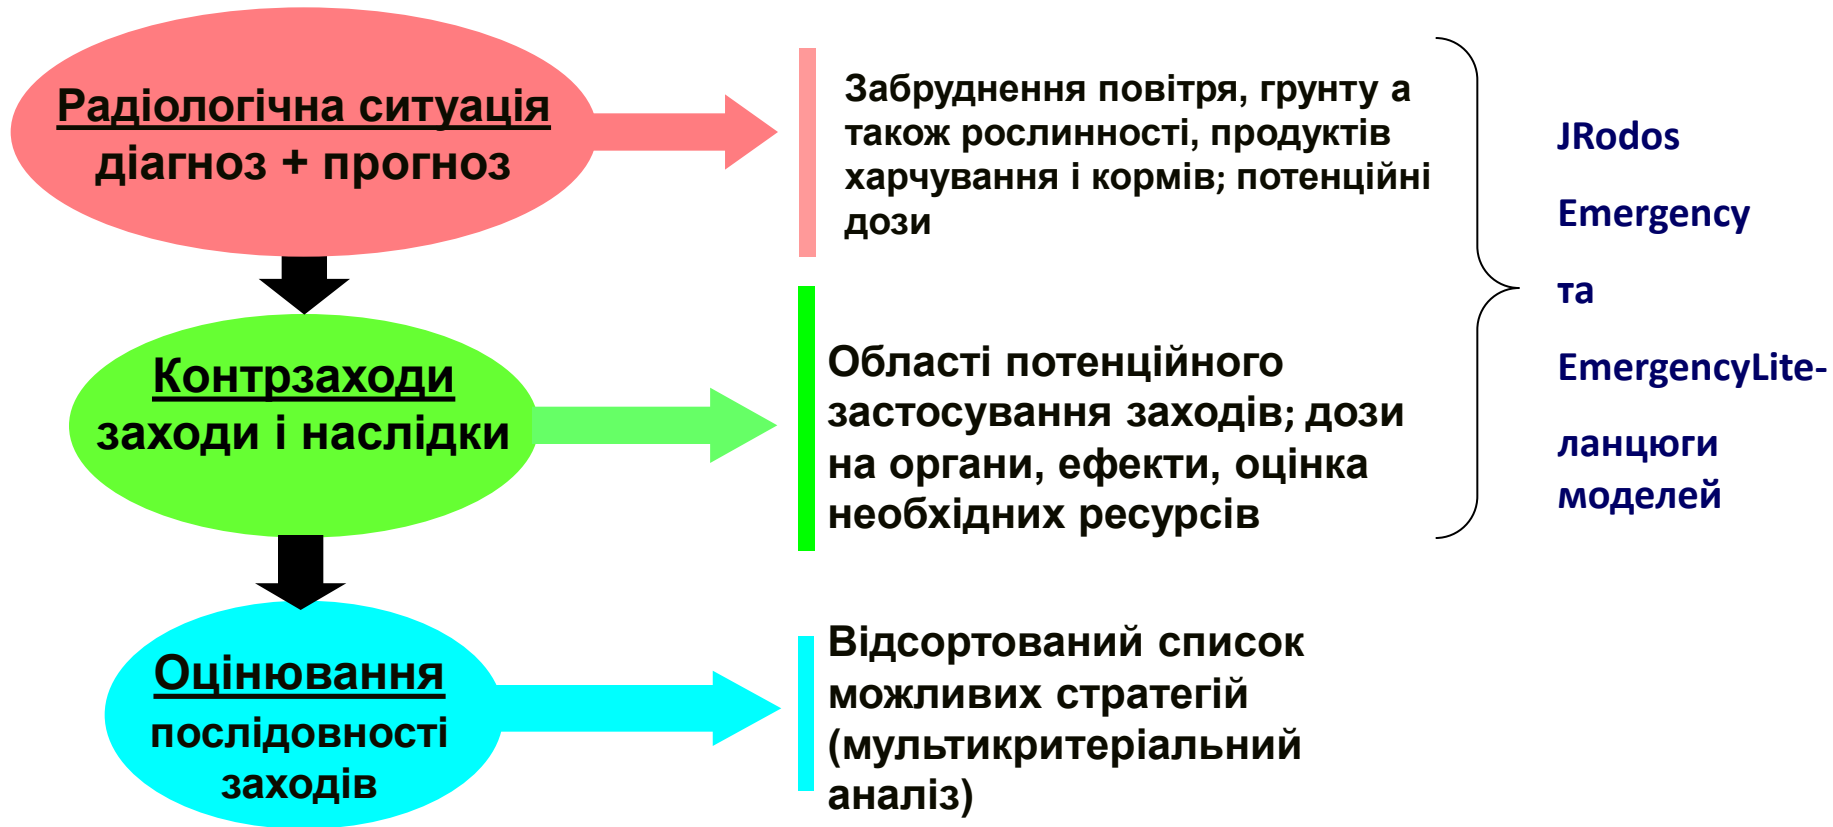 Радіологічна ситуація
діагноз + прогноз
Забруднення повітря, грунту а
також рослинності, продуктів
харчування і кормів; потенційні
дози
Контрзаходи
заходи і наслідки
Області потенційного
застосування заходів; дози
на органи, ефекти, оцінка
необхідних ресурсів
Оцінювання
послідовності
заходів
Відсортований список
можливих стратегій
(мультикритеріальний
аналіз)
JRodos
Emergency
та
EmergencyLite-
ланцюги
моделей